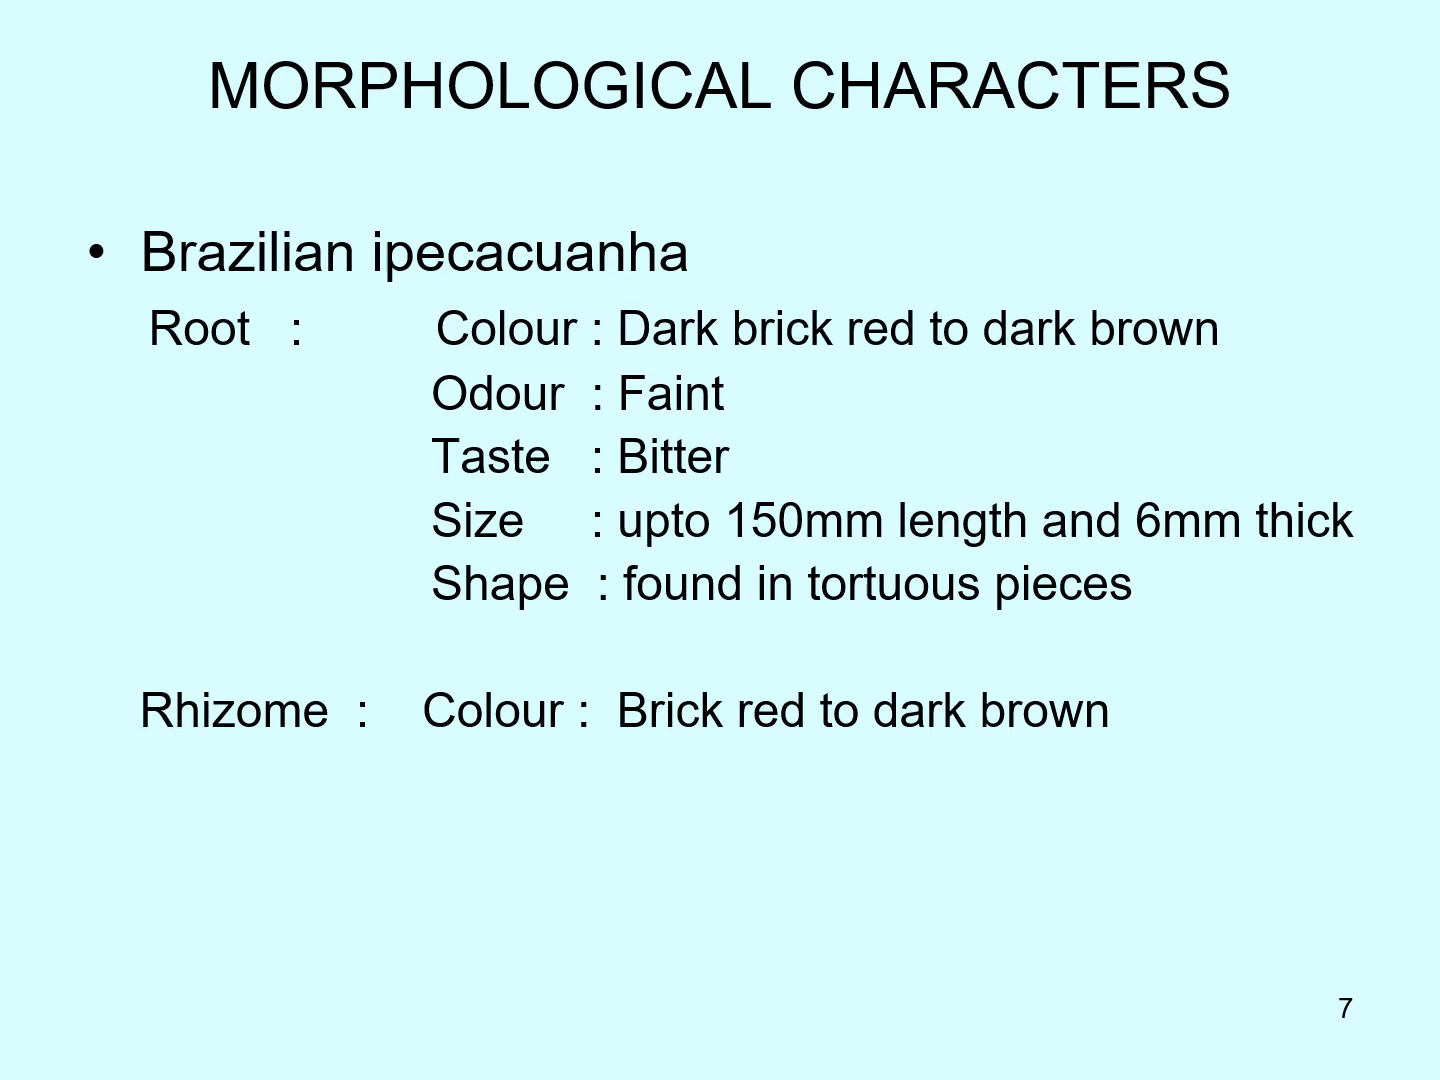 MORPHOLOGICAL CHARACTERS
• Brazilian ipecacuanha
Root : Colour : Dark brick red to dark brown
Odour : Faint
Taste : Bitter
Size : upto 150mm length and 6mm thick
Shape : found in tortuous pieces
Rhizome : Colour : Brick red to dark brown
7